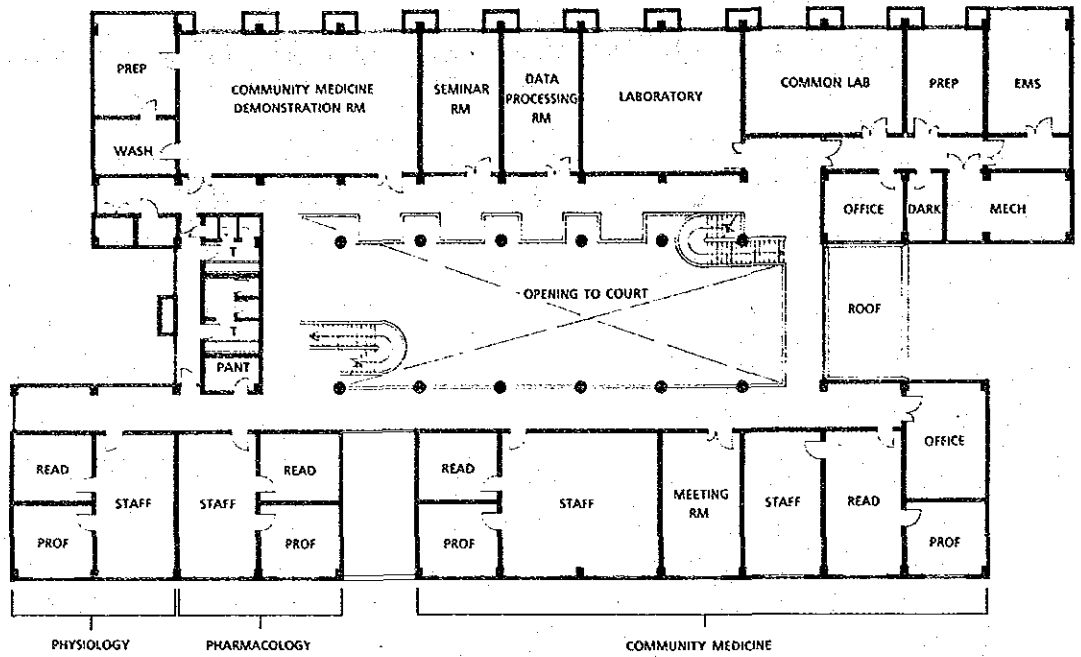 PREP
COMMUNITY MEDICINE
DEMONSTRATION RM
SEMINAR
RM
DATA
PROCESSING
RM
LABORATORY
COMMON LAB
PREP
EMS
WASH
OFFICE
DARK
MECH
T
OPENING TO COURT
ROOF
T
PANT
READ
STAFF
STAFF
READ
READ
STAFF
MEETING
RM
STAFF
READ
OFFICE
PROF
PROF
PROF
PROF
PHYSIOLOGY
PHARMACOLOGY
COMMUNITY MEDICINE